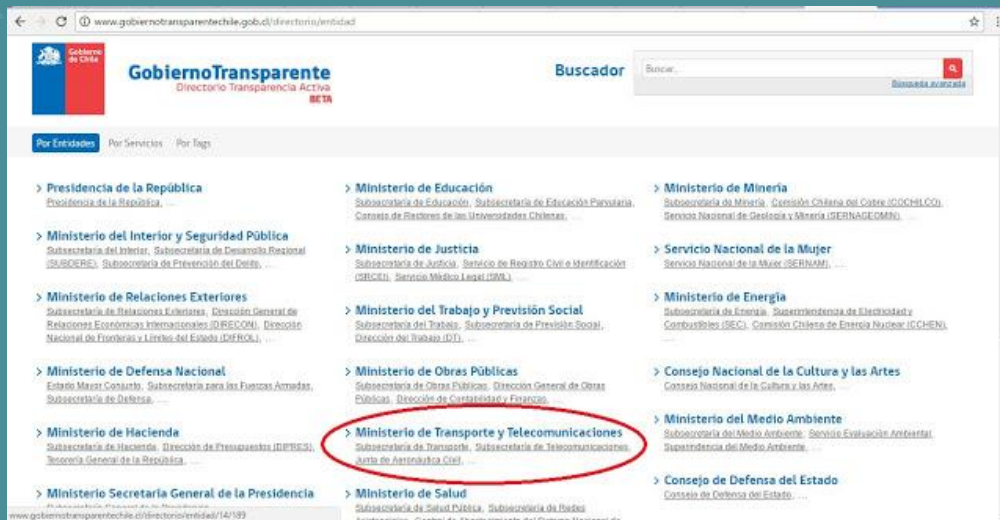 www.gobiernotransparentechile.gob.cl/directorio/entidad
Gobierno
de Chile
GobiernoTransparente
Directorio Transparencia Activa
BETA
Buscador
Buscar...
Búsqueda avanzada
Por Entidades Por Servicios Por Tags
> Presidencia de la República
Presidencia de la República, ...
> Ministerio del Interior y Seguridad Pública
Subsecretaría del Interior, Subsecretaría de Desarrollo Regional
(SUBDERE), Subsecretaría de Prevención del Delito, ...
> Ministerio de Relaciones Exteriores
Subsecretaría de Relaciones Exteriores, Dirección General de
Relaciones Económicas Internacionales (DIRECON), Dirección
Nacional de Fronteras y Límites del Estado (DIFROL), ...
> Ministerio de Defensa Nacional
Estado Mayor Conjunto, Subsecretaría para las Fuerzas Armadas,
Subsecretaría de Defensa, ...
> Ministerio de Hacienda
Subsecretaría de Hacienda, Dirección de Presupuestos (DIPRES),
Tesorería General de la República, ...
> Ministerio Secretaría General de la Presidencia
www.gobiernotransparentechile.cl/directorio/entidad/14/189
> Ministerio de Educación
Subsecretaría de Educación, Subsecretaría de Educación Parvularia,
Consejo de Rectores de las Universidades Chilenas, ...
> Ministerio de Justicia
Subsecretaría de Justicia, Servicio de Registro Civil e Identificación
(SRCEI), Servicio Médico Legal (SML), ...
> Ministerio del Trabajo y Previsión Social
Subsecretaría del Trabajo, Subsecretaría de Previsión Social,
Dirección del Trabajo (DT), ...
> Ministerio de Obras Públicas
Subsecretaría de Obras Públicas, Dirección General de Obras
Públicas, Dirección de Contabilidad y Finanzas, ...
> Ministerio de Transporte y Telecomunicaciones
Subsecretaría de Transporte, Subsecretaría de Telecomunicaciones,
Junta de Aeronáutica Civil, ...
> Ministerio de Salud
Subsecretaría de Salud Pública, Subsecretaría de Redes
> Ministerio de Minería
Subsecretaría de Minería, Comisión Chilena del Cobre (COCHILCO),
Servicio Nacional de Geología y Minería (SERNAGEOMIN), ...
> Servicio Nacional de la Mujer
Servicio Nacional de la Mujer (SERNAM), ...
> Ministerio de Energía
Subsecretaría de Energía, Superintendencia de Electricidad y
Combustibles (SEC), Comisión Chilena de Energía Nuclear (CCHEN),
...
> Consejo Nacional de la Cultura y las Artes
Consejo Nacional de la Cultura y las Artes, ...
> Ministerio del Medio Ambiente
Subsecretaría del Medio Ambiente, Servicio Evaluación Ambiental,
Superintendencia del Medio Ambiente, ...
> Consejo de Defensa del Estado
Consejo de Defensa del Estado, ...